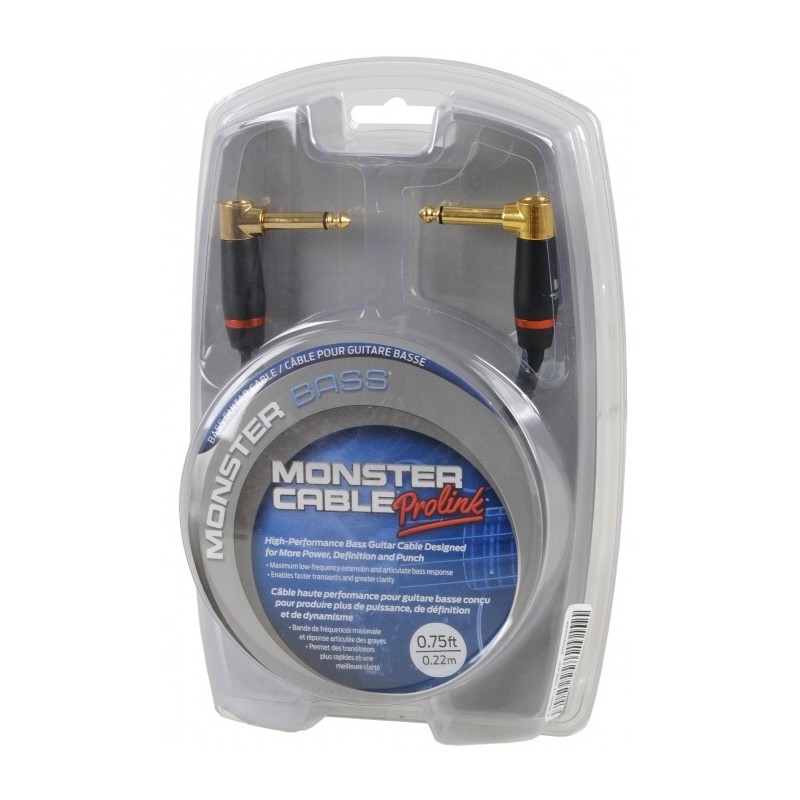 BASS GUITAR CABLE / CÂBLE POUR GUITARE BASSE
MONSTER BASS®
MONSTER
CABLE® Prolink®
High-Performance Bass Guitar Cable Designed
for More Power, Definition and Punch
• Maximum low-frequency extension and articulate bass response
• Enables faster transients and greater clarity
Câble haute performance pour guitare basse conçu
pour produire plus de puissance, de définition
et de dynamisme
• Bande de fréquences maximale
et réponse articulée des graves
• Permet des transitoires
plus rapides et une
meilleure clarté
0.75ft
0.22m